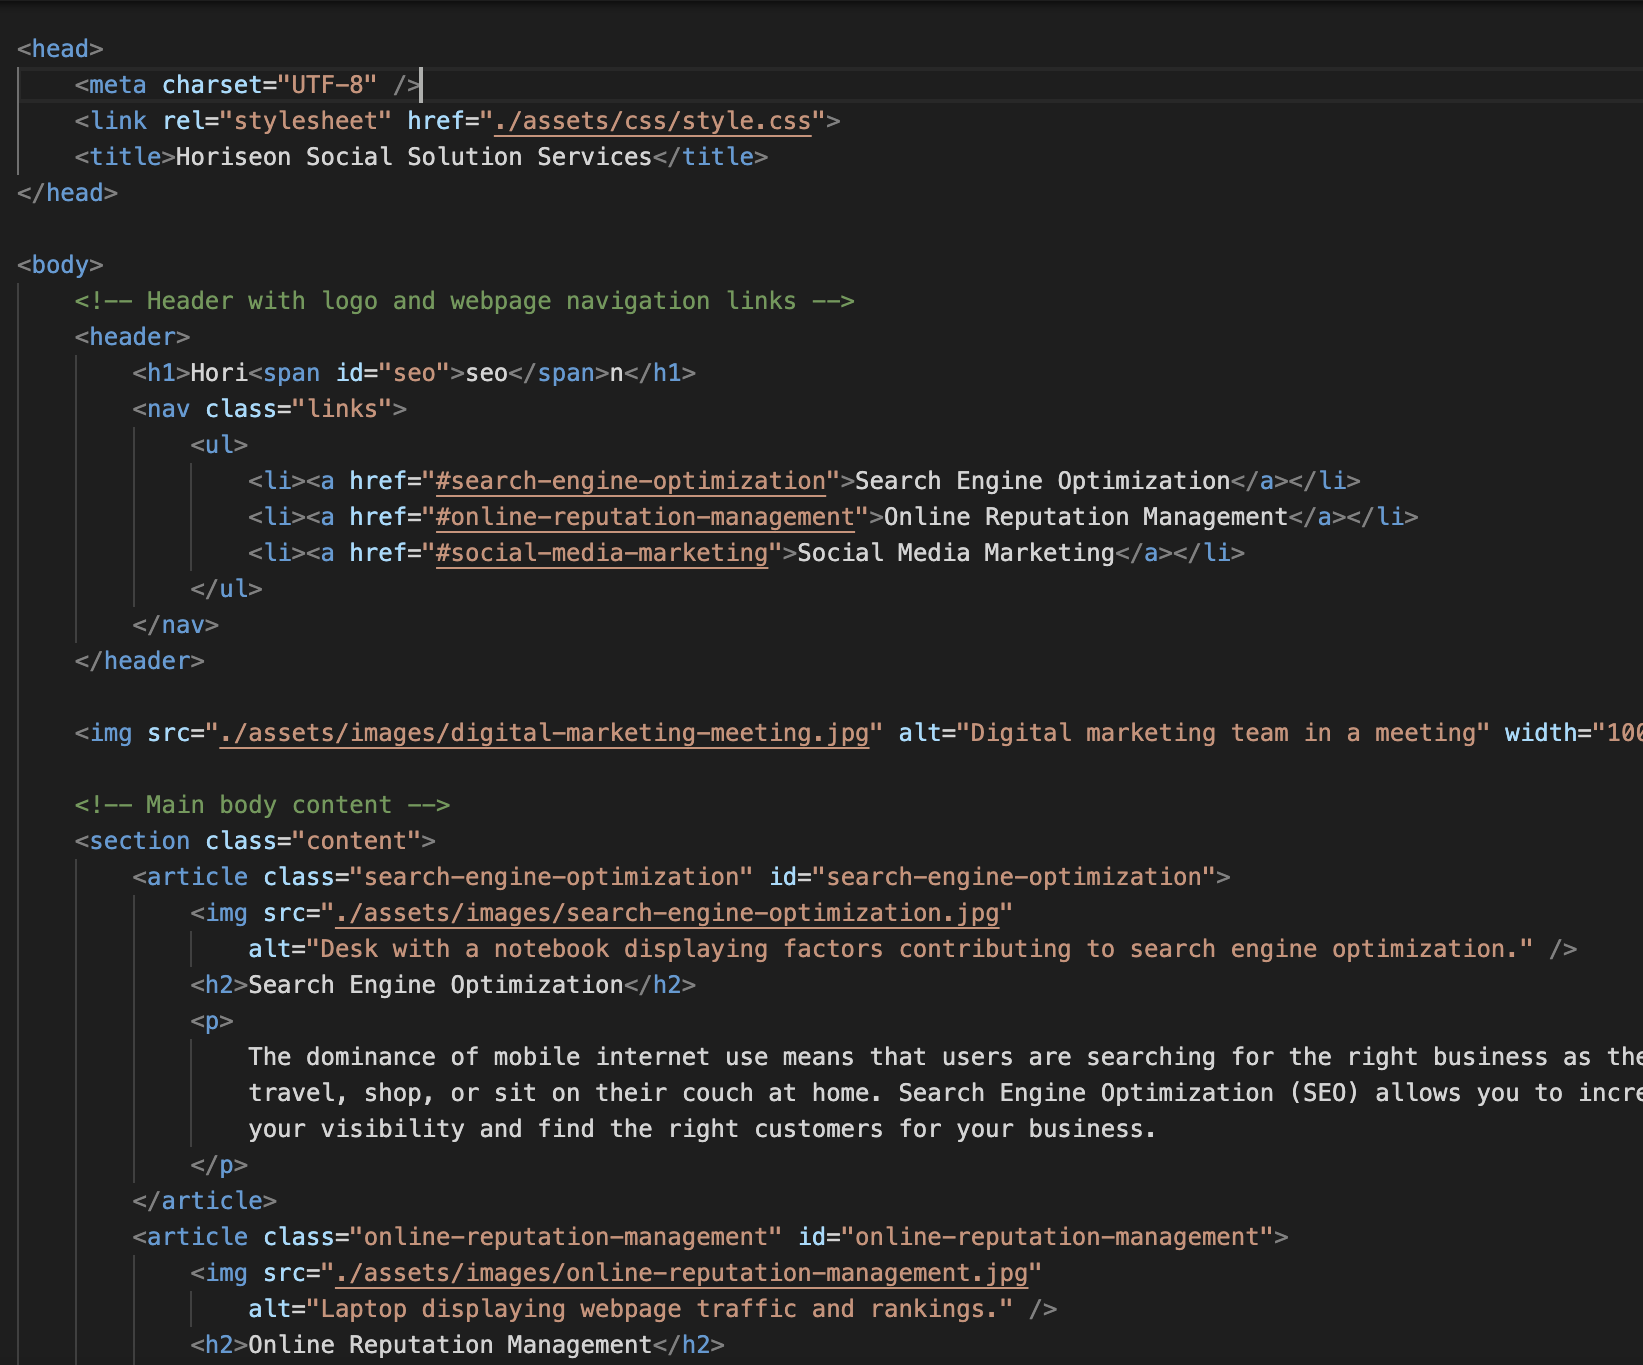 <head>
<meta charset="UTF-8" />
<link rel="stylesheet" href="./assets/css/style.css">
<title>Horiseon Social Solution Services</title>
</head>
<body>
<!-- Header with logo and webpage navigation links -->
<header>
<h1>Hori<span id="seo">seo</span>n</h1>
<nav class="links">
<ul>
<li><a href="#search-engine-optimization">Search Engine Optimization</a></li>
<li><a href="#online-reputation-management">Online Reputation Management</a></li>
<li><a href="#social-media-marketing">Social Media Marketing</a></li>
</ul>
</nav>
</header>
<img src="./assets/images/digital-marketing-meeting.jpg" alt="Digital marketing team in a meeting" width="100
<!-- Main body content -->
<section class="content">
<article class="search-engine-optimization" id="search-engine-optimization">
<img src="./assets/images/search-engine-optimization.jpg"
alt="Desk with a notebook displaying factors contributing to search engine optimization." />
<h2>Search Engine Optimization</h2>
<p>
The dominance of mobile internet use means that users are searching for the right business as the
travel, shop, or sit on their couch at home. Search Engine Optimization (SEO) allows you to incre
your visibility and find the right customers for your business.
</p>
</article>
<article class="online-reputation-management" id="online-reputation-management">
<img src="./assets/images/online-reputation-management.jpg"
alt="Laptop displaying webpage traffic and rankings." />
<h2>Online Reputation Management</h2>